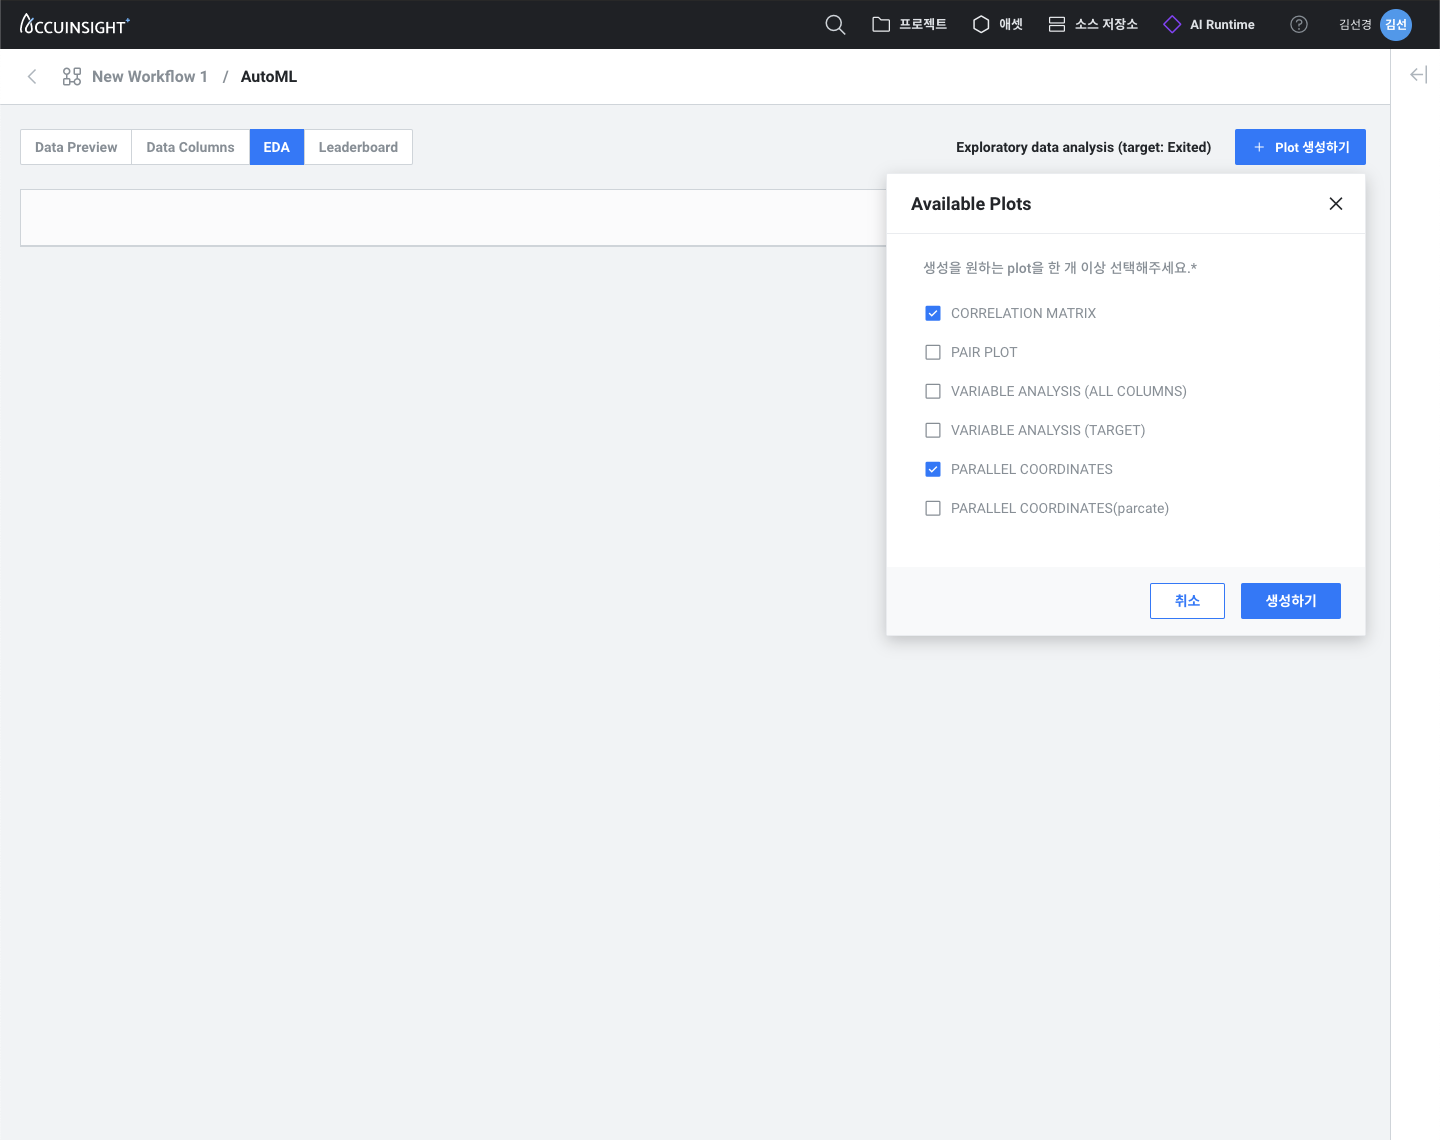 ACCUINSIGHT+
프로젝트 애셋 소스 저장소 AI Runtime ? 김선경 김선
New Workflow 1 / AutoML
Data Preview Data Columns EDA Leaderboard Exploratory data analysis (target: Exited) + Plot 생성하기
Available Plots
생성을 원하는 plot을 한 개 이상 선택해주세요.*
CORRELATION MATRIX
PAIR PLOT
VARIABLE ANALYSIS (ALL COLUMNS)
VARIABLE ANALYSIS (TARGET)
PARALLEL COORDINATES
PARALLEL COORDINATES(parcate)
취소 생성하기